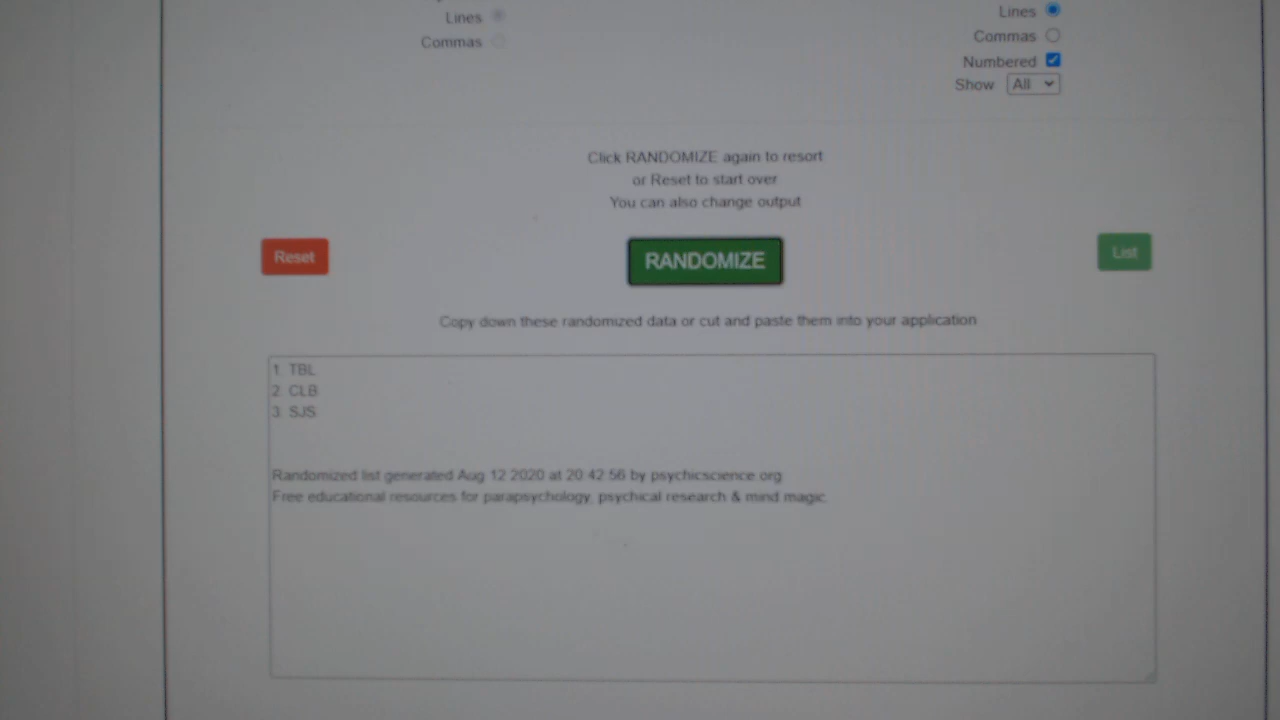 Lines
Commas
Lines
Commas
Numbered
Show All
Click RANDOMIZE again to resort
or Reset to start over
You can also change output
Reset
RANDOMIZE
List
Copy down these randomized data or cut and paste them into your application
1. TBL
2. CLB
3. SJS
Randomized list generated Aug 12 2020 at 20:42:56 by psychicscience.org
Free educational resources for parapsychology, psychical research & mind magic.